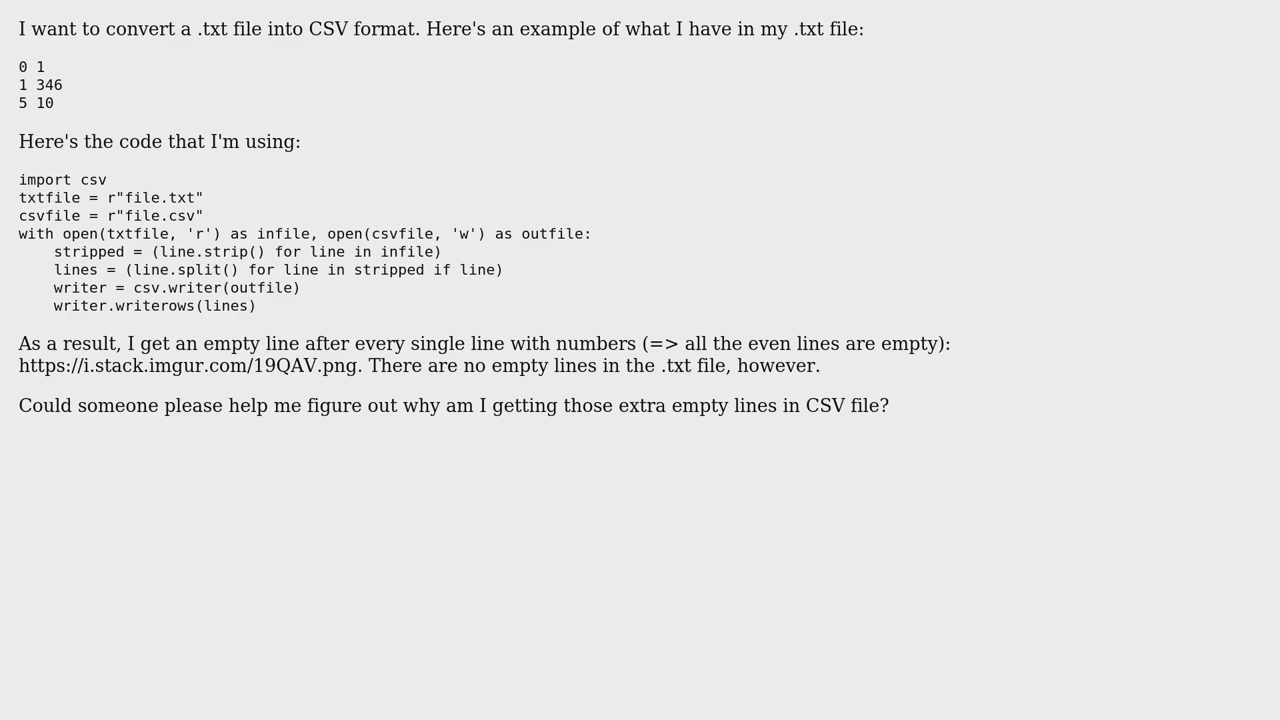 I want to convert a .txt file into CSV format. Here's an example of what I have in my .txt file:
0 1
1 346
5 10
Here's the code that I'm using:
import csv
txtfile = r"file.txt"
csvfile = r"file.csv"
with open(txtfile, 'r') as infile, open(csvfile, 'w') as outfile:
    stripped = (line.strip() for line in infile)
    lines = (line.split() for line in stripped if line)
    writer = csv.writer(outfile)
    writer.writerows(lines)
As a result, I get an empty line after every single line with numbers (=> all the even lines are empty):
https://i.stack.imgur.com/19QAV.png. There are no empty lines in the .txt file, however.
Could someone please help me figure out why am I getting those extra empty lines in CSV file?